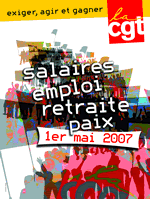 exiger, agir et gagner
la
cgt
salaires
emploi
retraite
paix
1er mai 2007